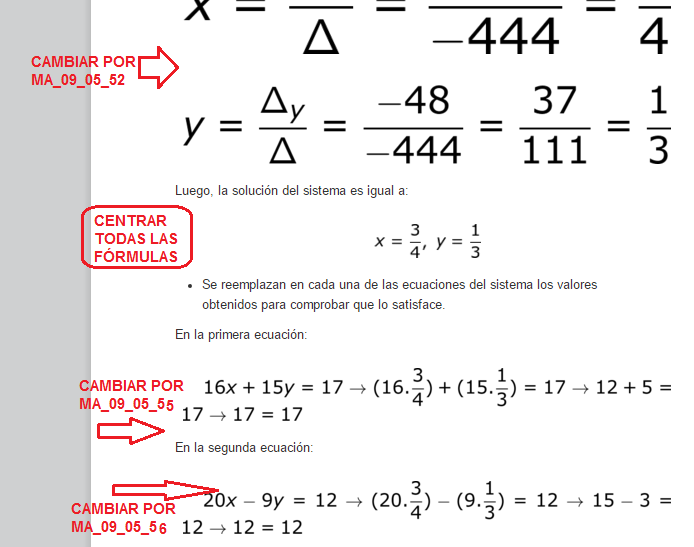 x = — / Δ = — / −444 = — / 4
CAMBIAR POR
MA_09_05_52
y = Δy/Δ = −48/−444 = 37/111 = 1/3
Luego, la solución del sistema es igual a:
CENTRAR
TODAS LAS
FÓRMULAS
x = 3/4, y = 1/3
• Se reemplazan en cada una de las ecuaciones del sistema los valores
obtenidos para comprobar que lo satisface.
En la primera ecuación:
CAMBIAR POR
MA_09_05_55
16x + 15y = 17 → (16.3/4) + (15.1/3) = 17 → 12 + 5 =
17 → 17 = 17
En la segunda ecuación:
20x − 9y = 12 → (20.3/4) − (9.1/3) = 12 → 15 − 3 =
12 → 12 = 12
CAMBIAR POR
MA_09_05_56